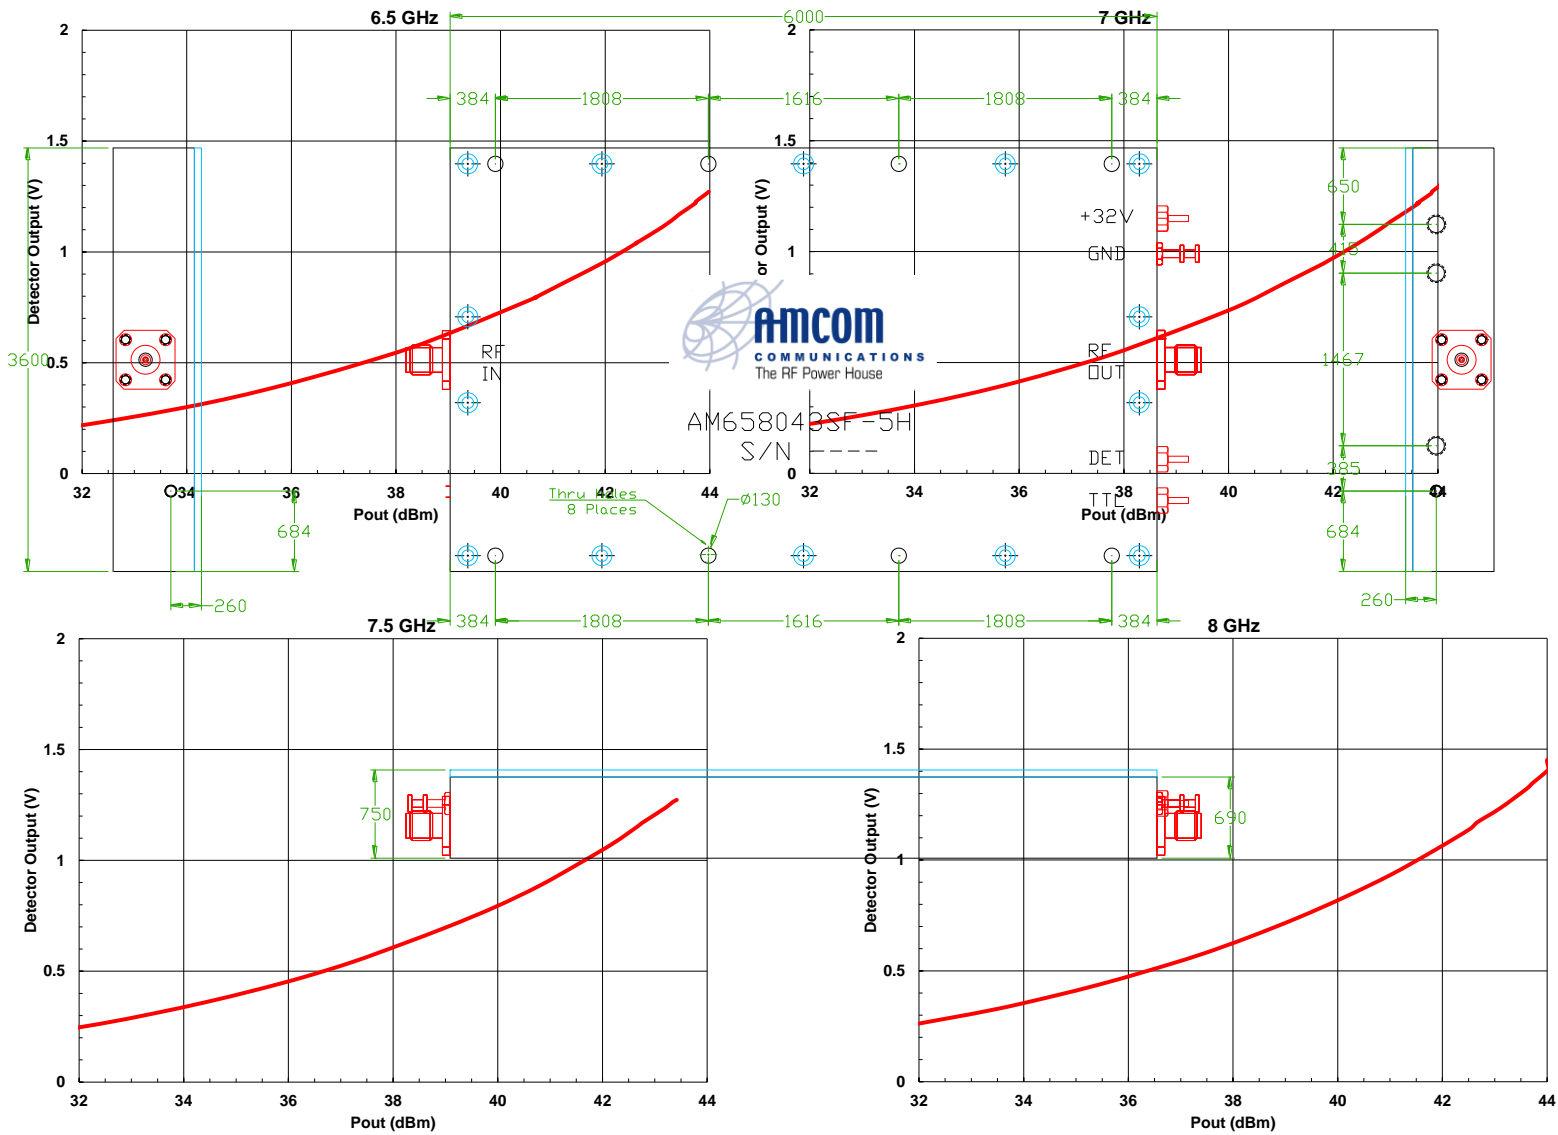 6.5 GHz
6000
7 GHz
2
2
384
1808
1616
1808
384
1.5
1.5
650
+32V
Detector Output (V)
or Output (V)
1
1
GND
415
AMCOM
COMMUNICATIONS
The RF Power House
3600
0.5
0.5
RF
IN
RF
OUT
1467
AM658043SF-5H
S/N ----
DET
0
0
385
32
34
36
38
40
42
44
32
34
36
38
40
42
44
Thru Holes
8 Places
ø130
TTL
Pout (dBm)
Pout (dBm)
684
684
260
260
384
1808
1616
1808
384
7.5 GHz
8 GHz
2
2
1.5
1.5
750
690
Detector Output (V)
Detector Output (V)
1
1
0.5
0.5
0
0
32
34
36
38
40
42
44
32
34
36
38
40
42
44
Pout (dBm)
Pout (dBm)